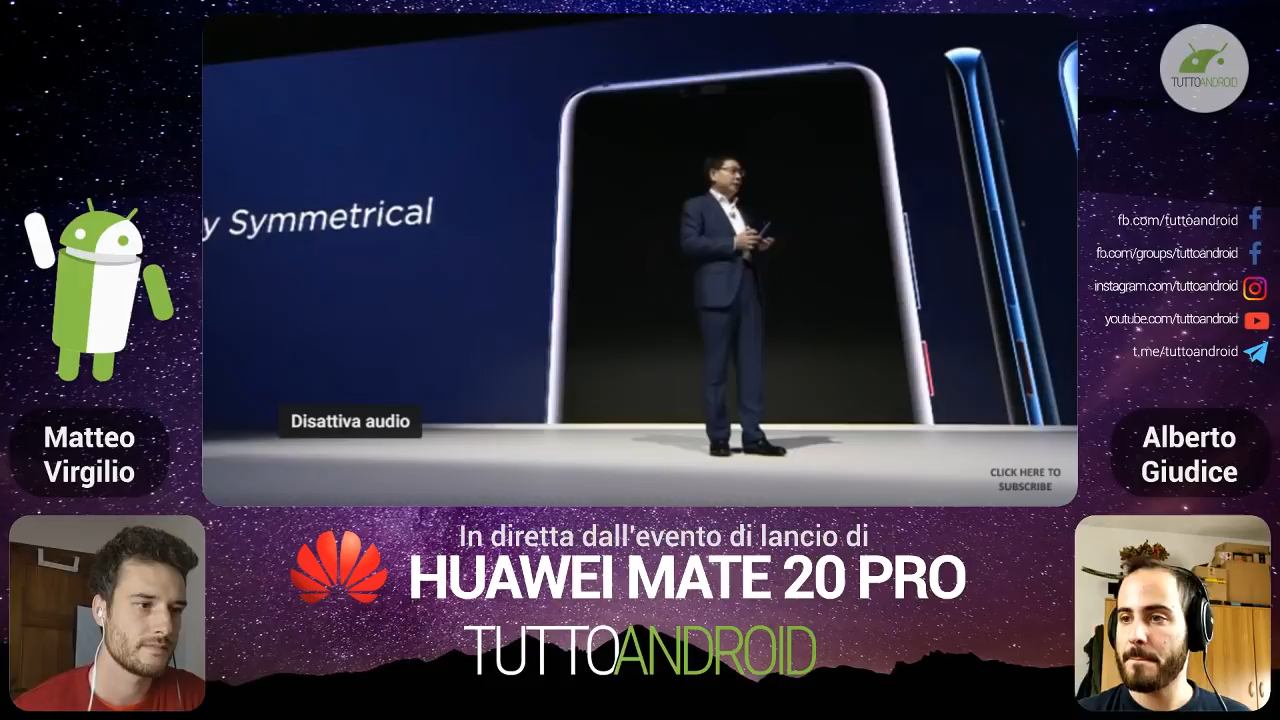 TUTTOANDROID
y Symmetrical
fb.com/tuttoandroid
fb.com/groups/tuttoandroid
instagram.com/tuttoandroid
youtube.com/tuttoandroid
t.me/tuttoandroid
Disattiva audio
Matteo
Virgilio
Alberto
Giudice
CLICK HERE TO
SUBSCRIBE
In diretta dall'evento di lancio di
HUAWEI MATE 20 PRO
TUTTOANDROID